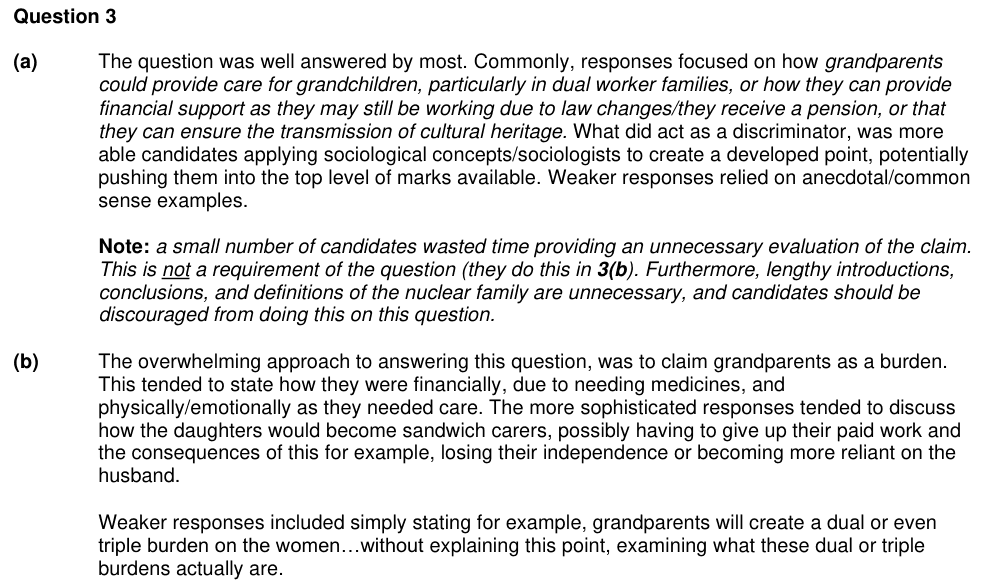 Question 3
(a) The question was well answered by most. Commonly, responses focused on how grandparents
could provide care for grandchildren, particularly in dual worker families, or how they can provide
financial support as they may still be working due to law changes/they receive a pension, or that
they can ensure the transmission of cultural heritage. What did act as a discriminator, was more
able candidates applying sociological concepts/sociologists to create a developed point, potentially
pushing them into the top level of marks available. Weaker responses relied on anecdotal/common
sense examples.
Note: a small number of candidates wasted time providing an unnecessary evaluation of the claim.
This is not a requirement of the question (they do this in 3(b). Furthermore, lengthy introductions,
conclusions, and definitions of the nuclear family are unnecessary, and candidates should be
discouraged from doing this on this question.
(b) The overwhelming approach to answering this question, was to claim grandparents as a burden.
This tended to state how they were financially, due to needing medicines, and
physically/emotionally as they needed care. The more sophisticated responses tended to discuss
how the daughters would become sandwich carers, possibly having to give up their paid work and
the consequences of this for example, losing their independence or becoming more reliant on the
husband.
Weaker responses included simply stating for example, grandparents will create a dual or even
triple burden on the women…without explaining this point, examining what these dual or triple
burdens actually are.